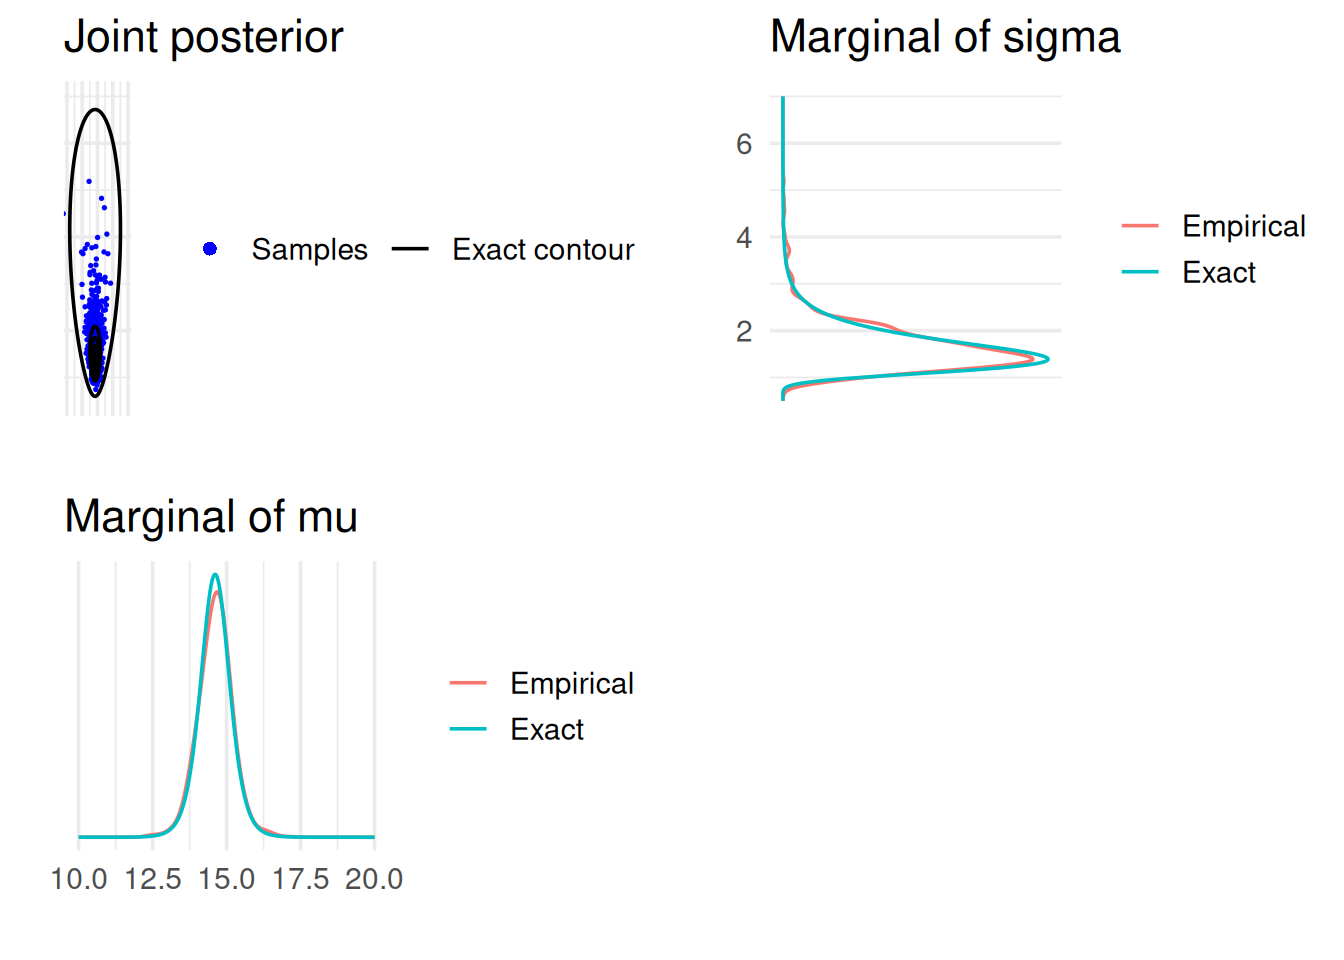 Joint posterior
Samples
Exact contour
Marginal of sigma
6
4
2
Empirical
Exact
Marginal of mu
10.0 12.5 15.0 17.5 20.0
Empirical
Exact